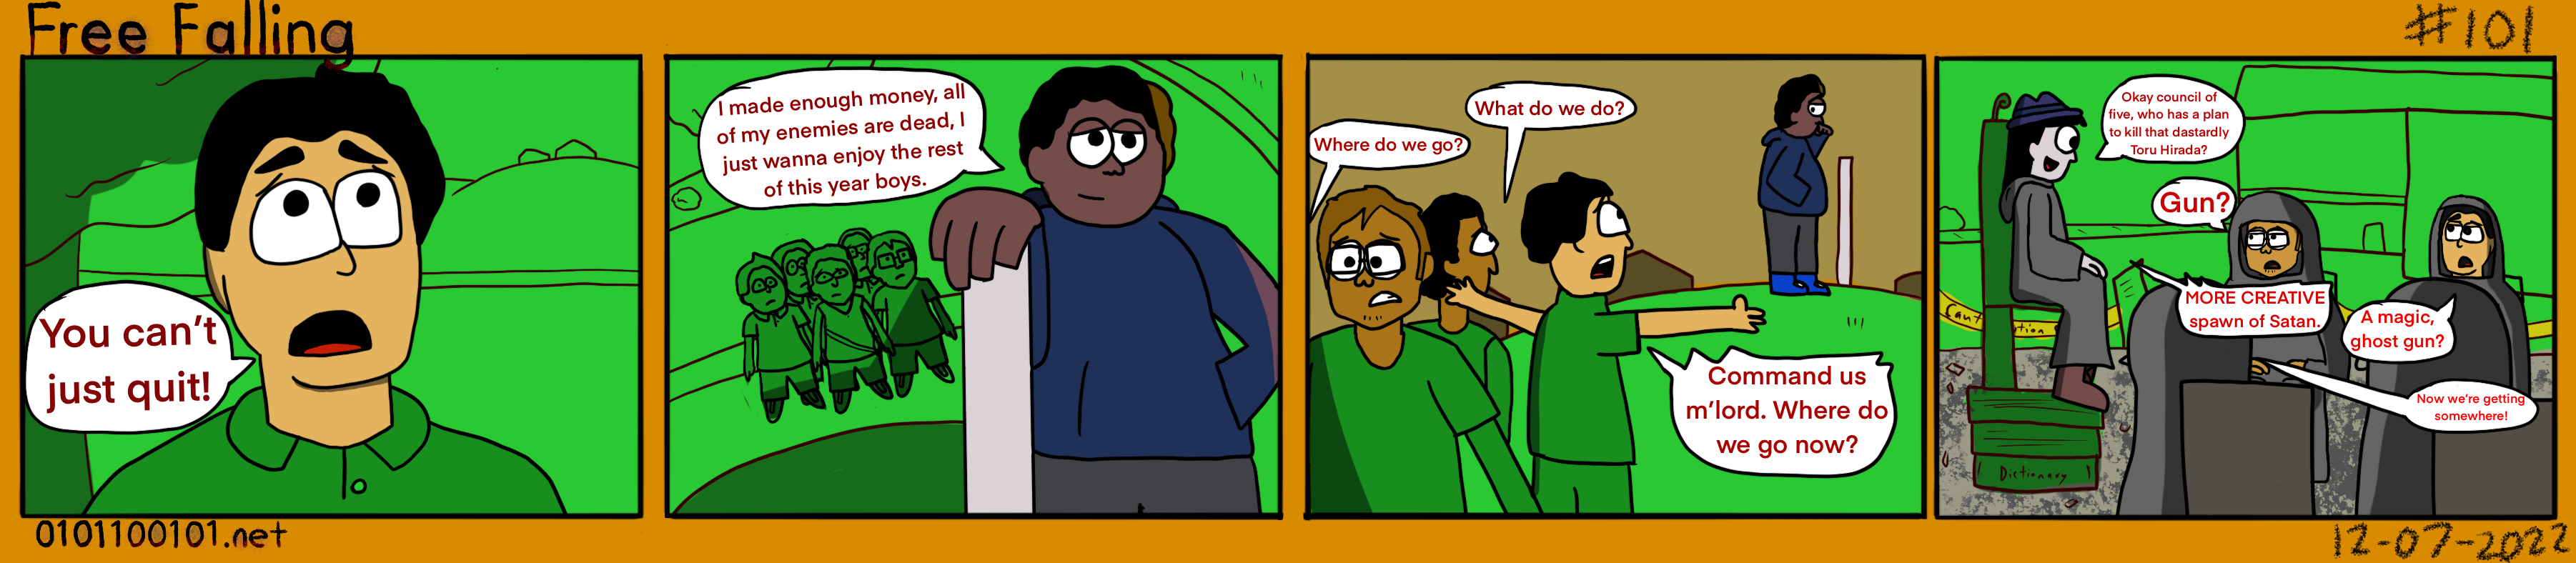 Free Falling
#101
You can't
just quit!
I made enough money, all
of my enemies are dead, I
just wanna enjoy the rest
of this year boys.
Where do we go?
What do we do?
Command us
m'lord. Where do
we go now?
Okay council of
five, who has a plan
to kill that dastardly
Toru Hirada?
Gun?
MORE CREATIVE
spawn of Satan.
A magic,
ghost gun?
Now we're getting
somewhere!
Dictionary
0101100101.net
12-07-2022